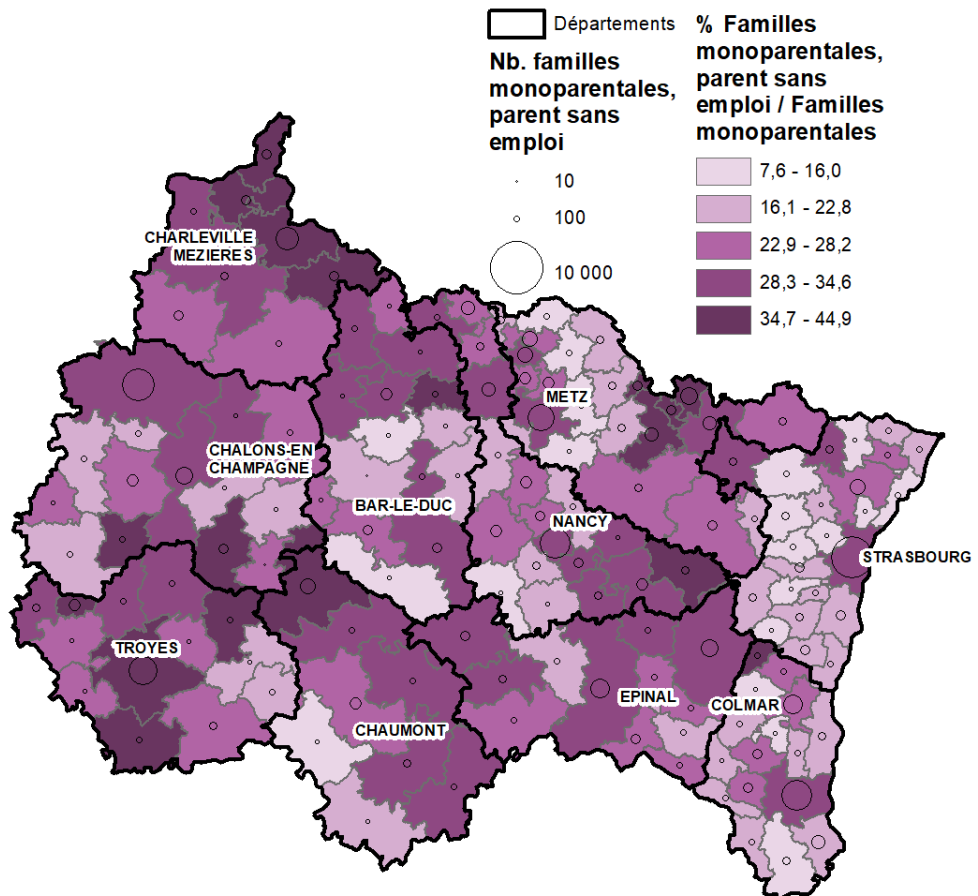 Départements
Nb. familles
monoparentales,
parent sans
emploi
10
100
10 000
% Familles
monoparentales,
parent sans
emploi / Familles
monoparentales
7,6 - 16,0
16,1 - 22,8
22,9 - 28,2
28,3 - 34,6
34,7 - 44,9
CHARLEVILLE
MEZIERES
METZ
CHALONS-EN
CHAMPAGNE
BAR-LE-DUC
NANCY
STRASBOURG
TROYES
EPINAL
COLMAR
CHAUMONT